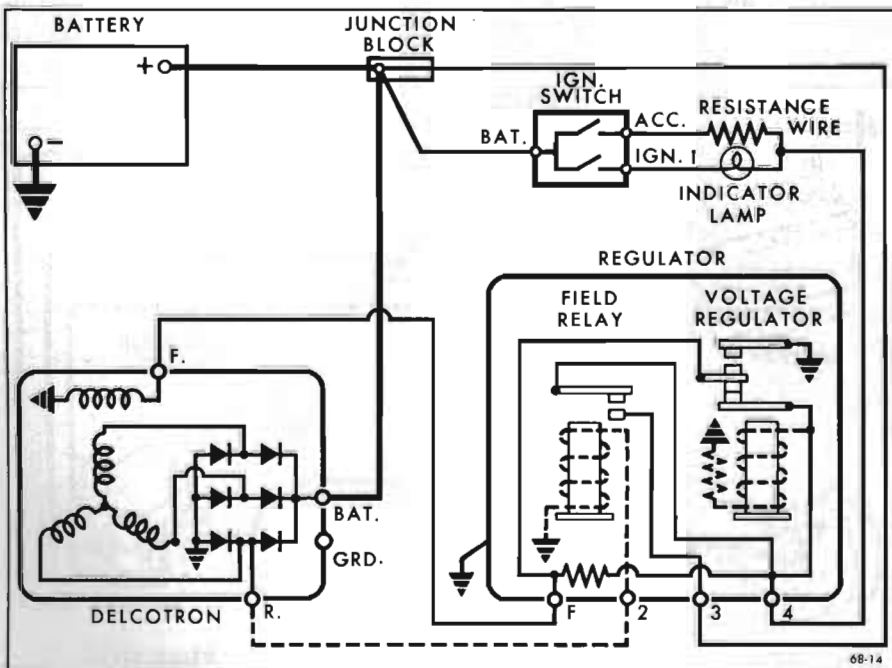 BATTERY
JUNCTION
BLOCK
+
-
IGN.
SWITCH
BAT.
ACC.
IGN. 1
RESISTANCE
WIRE
INDICATOR
LAMP
REGULATOR
FIELD
RELAY
VOLTAGE
REGULATOR
F.
BAT.
GRD.
R.
DELCOTRON
F
2
3
4
68-14